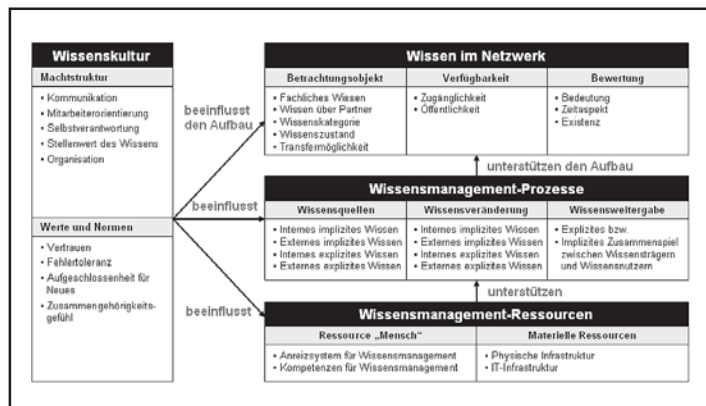 Wissenskultur
Machtstruktur
• Kommunikation
• Mitarbeiterorientierung
• Selbstverantwortung
• Stellenwert des Wissens
• Organisation
Werte und Normen
• Vertrauen
• Fehlertoleranz
• Aufgeschlossenheit für
Neues
• Zusammengehörigkeits-
gefühl
beeinflusst
den Aufbau
beeinflusst
beeinflusst
Wissen im Netzwerk
Betrachtungsobjekt
• Fachliches Wissen
• Wissen über Partner
• Wissenskategorie
• Wissenszustand
• Transfermöglichkeit
Verfügbarkeit
• Zugänglichkeit
• Öffentlichkeit
Bewertung
• Bedeutung
• Zeitaspekt
• Existenz
unterstützen den Aufbau
Wissensmanagement-Prozesse
Wissensquellen
• Internes implizites Wissen
• Externes implizites Wissen
• Internes explizites Wissen
• Externes explizites Wissen
Wissensveränderung
• Internes implizites Wissen
• Externes implizites Wissen
• Internes explizites Wissen
• Externes explizites Wissen
Wissensweitergabe
• Explizites bzw.
• Implizites Zusammenspiel
zwischen Wissensträgern
und Wissensnutzern
unterstützen
Wissensmanagement-Ressourcen
Ressource „Mensch"
• Anreizsystem für Wissensmanagement
• Kompetenzen für Wissensmanagement
Materielle Ressourcen
• Physische Infrastruktur
• IT-Infrastruktur